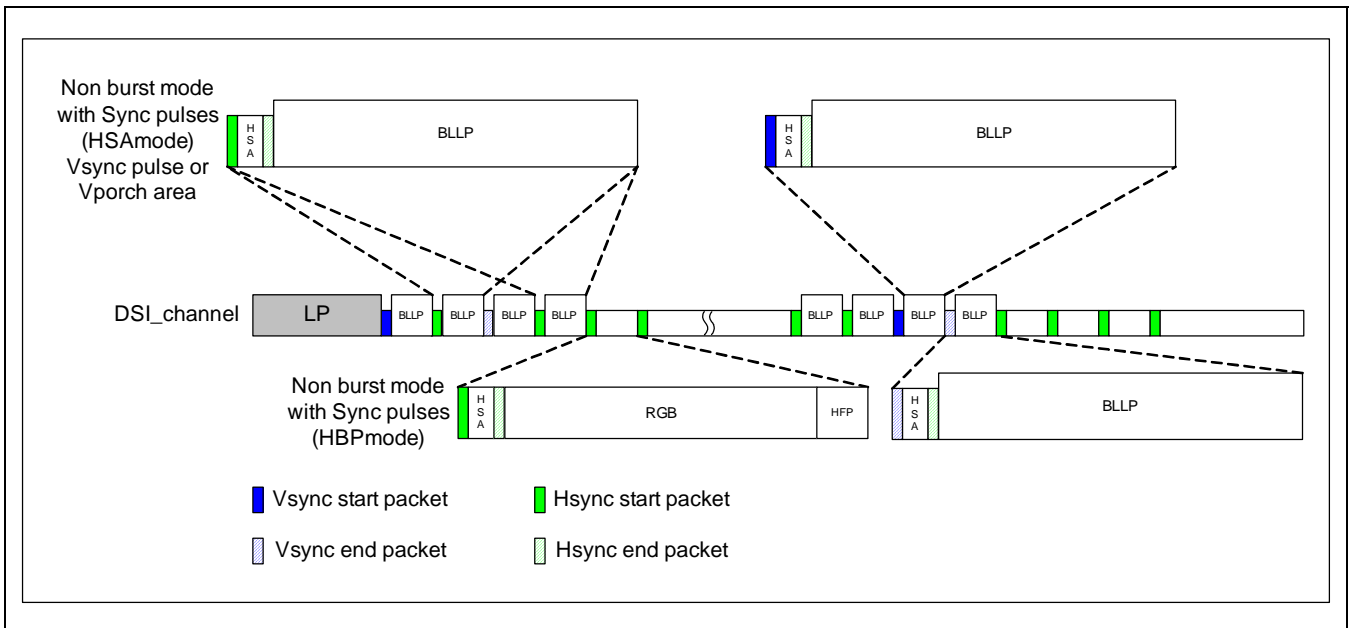 Non burst mode
with Sync pulses
(HSAmode)
Vsync pulse or
Vporch area
H
S
A
BLLP
H
S
A
BLLP
DSI_channel
LP
BLLP
BLLP
BLLP
BLLP
BLLP
BLLP
BLLP
BLLP
Non burst mode
with Sync pulses
(HBPmode)
H
S
A
RGB
HFP
H
S
A
BLLP
Vsync start packet
Hsync start packet
Vsync end packet
Hsync end packet